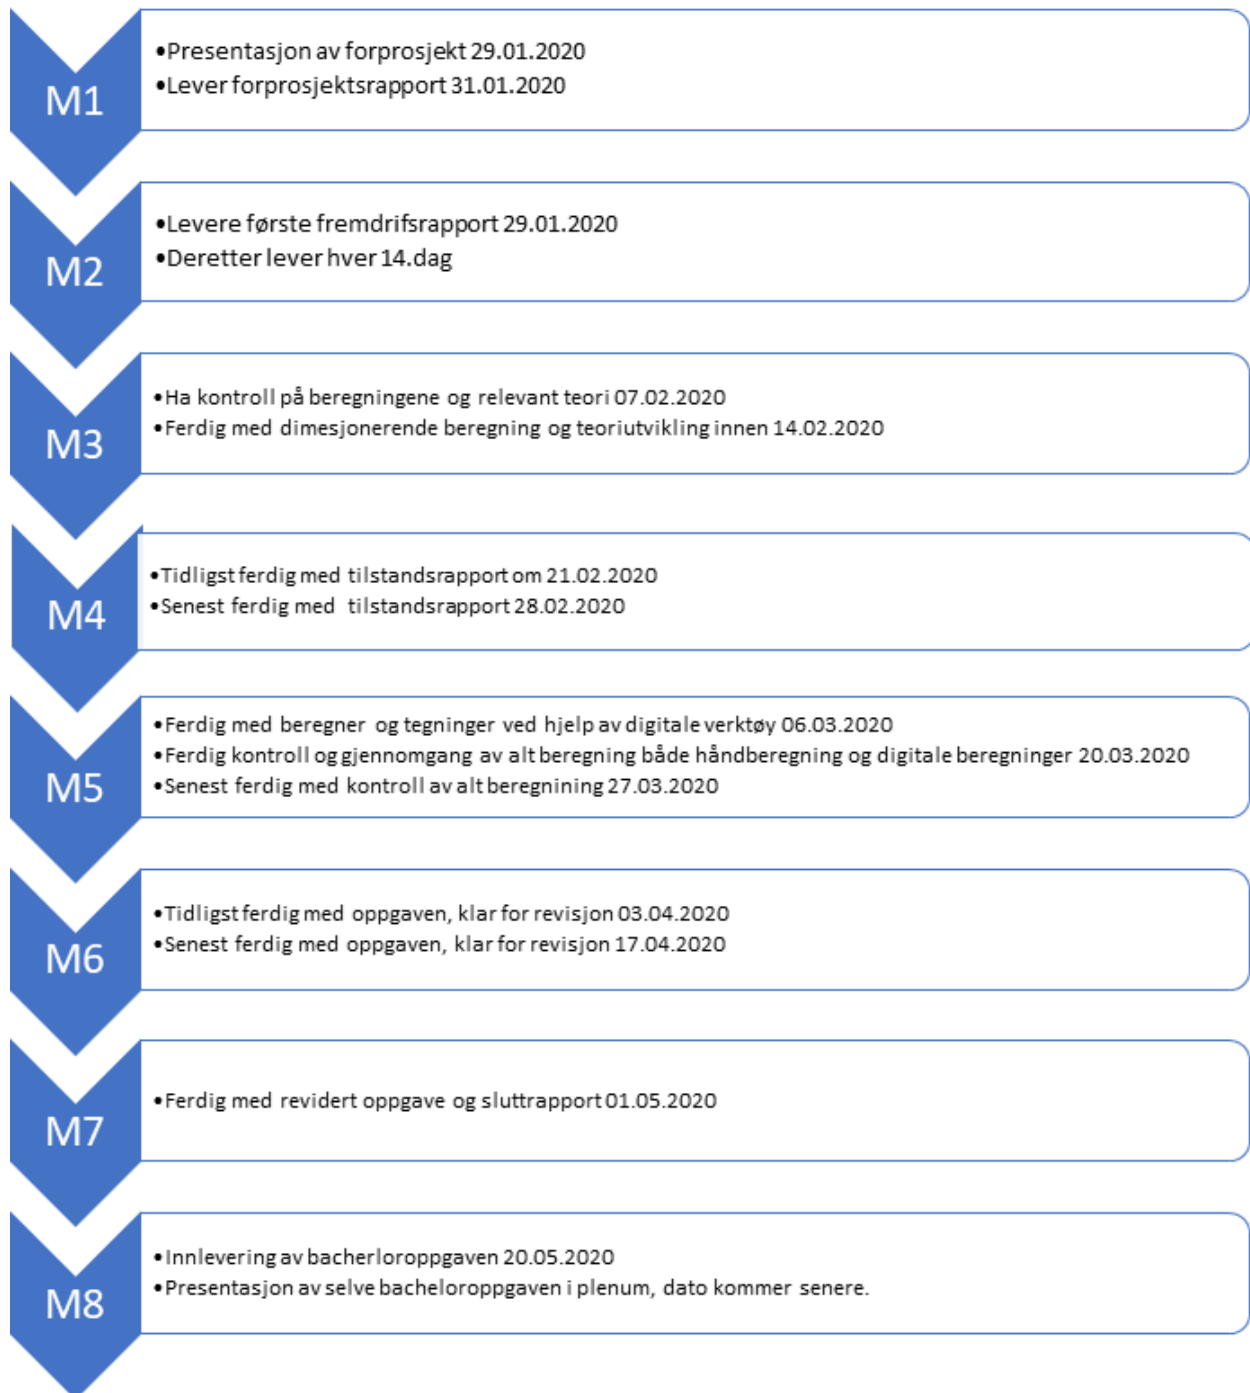 M1
•Presentasjon av forprosjekt 29.01.2020
•Lever forprosjektsrapport 31.01.2020
M2
•Levere første fremdrifsrapport 29.01.2020
•Deretter lever hver 14.dag
M3
•Ha kontroll på beregningene og relevant teori 07.02.2020
•Ferdig med dimesjonerende beregning og teoriutvikling innen 14.02.2020
M4
•Tidligst ferdig med tilstandsrapport om 21.02.2020
•Senest ferdig med tilstandsrapport 28.02.2020
M5
•Ferdig med beregner og tegninger ved hjelp av digitale verktøy 06.03.2020
•Ferdig kontroll og gjennomgang av alt beregning både håndberegning og digitale beregninger 20.03.2020
•Senest ferdig med kontroll av alt beregnining 27.03.2020
M6
•Tidligst ferdig med oppgaven, klar for revisjon 03.04.2020
•Senest ferdig med oppgaven, klar for revisjon 17.04.2020
M7
•Ferdig med revidert oppgave og sluttrapport 01.05.2020
M8
•Innlevering av bacherloroppgaven 20.05.2020
•Presentasjon av selve bacheloroppgaven i plenum, dato kommer senere.